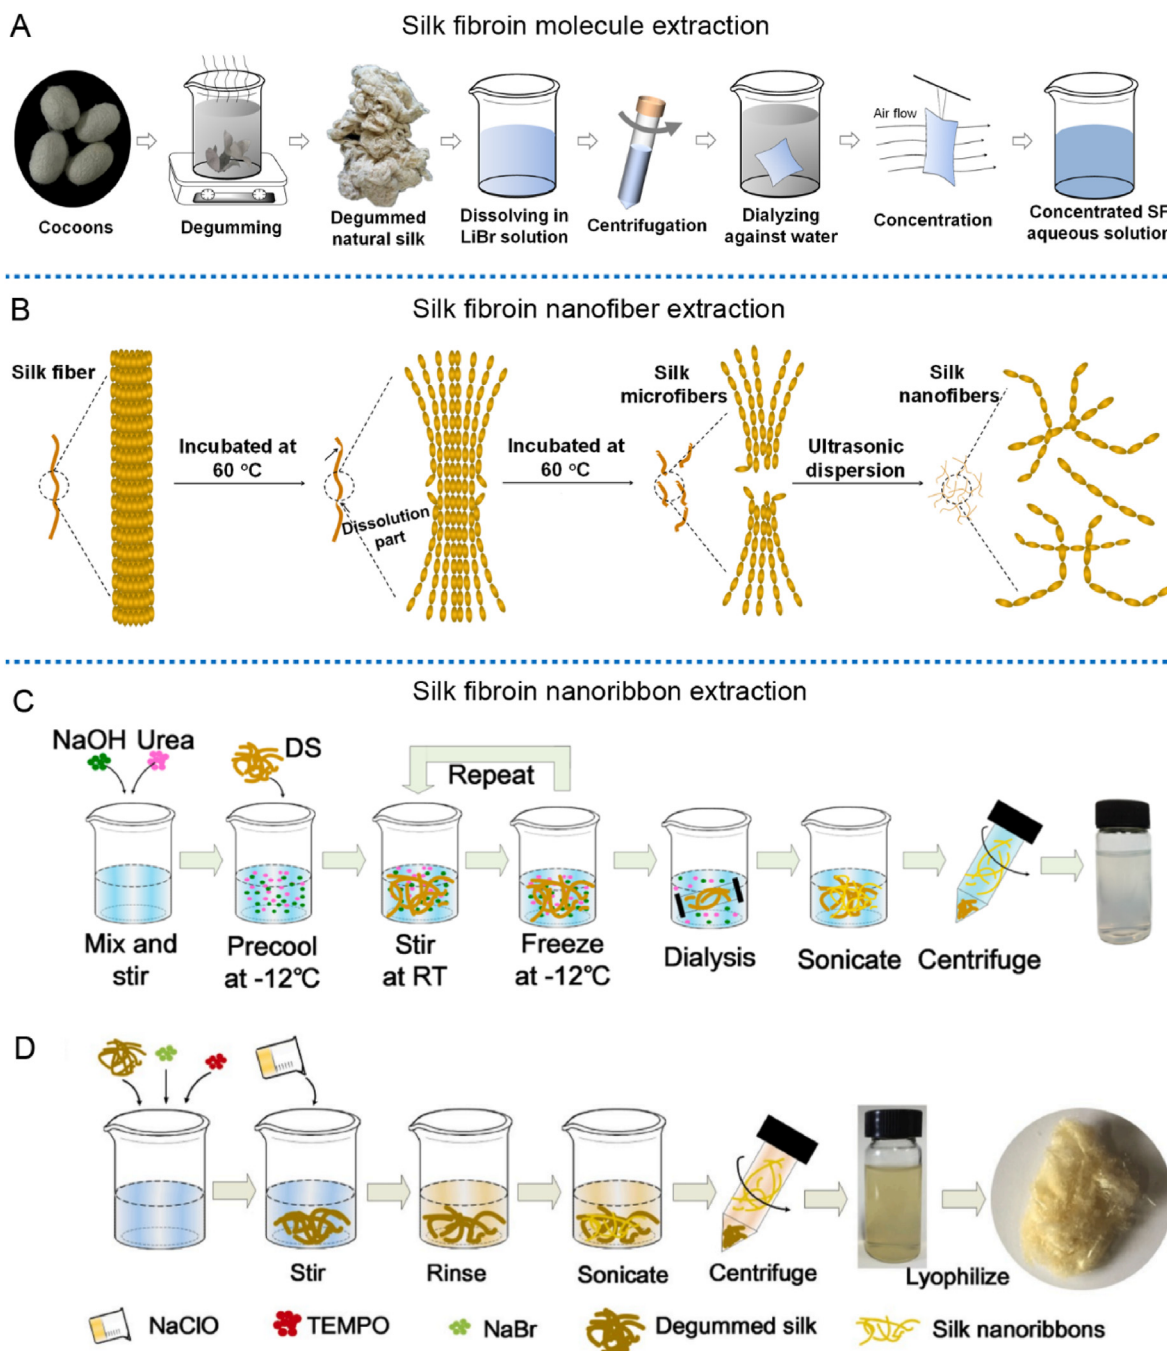 A
Silk fibroin molecule extraction
Air flow
Cocoons
Degumming
Degummed
natural silk
Dissolving in
LiBr solution
Centrifugation
Dialyzing
against water
Concentration
Concentrated SF
aqueous solution
B
Silk fibroin nanofiber extraction
Silk fiber
Incubated at
60 °C
Dissolution
part
Incubated at
60 °C
Silk
microfibers
Ultrasonic
dispersion
Silk
nanofibers
C
Silk fibroin nanoribbon extraction
NaOH Urea
DS
Repeat
Mix and
stir
Precool
at -12℃
Stir
at RT
Freeze
at -12℃
Dialysis
Sonicate
Centrifuge
D
Stir
Rinse
Sonicate
Centrifuge
Lyophilize
NaClO
TEMPO
NaBr
Degummed silk
Silk nanoribbons